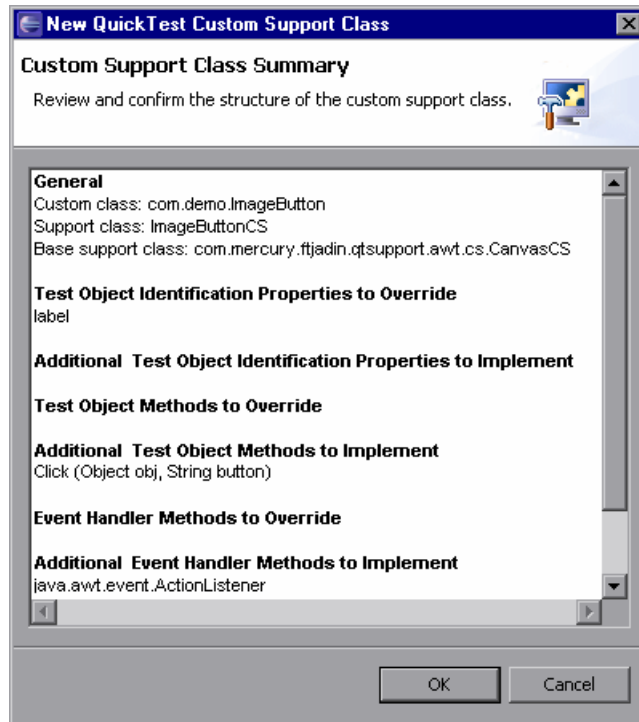 New QuickTest Custom Support Class
Custom Support Class Summary
Review and confirm the structure of the custom support class.
General
Custom class: com.demo.ImageButton
Support class: ImageButtonCS
Base support class: com.mercury.ftjadin.qtsupport.awt.cs.CanvasCS
Test Object Identification Properties to Override
label
Additional Test Object Identification Properties to Implement
Test Object Methods to Override
Additional Test Object Methods to Implement
Click (Object obj, String button)
Event Handler Methods to Override
Additional Event Handler Methods to Implement
java.awt.event.ActionListener
OK
Cancel